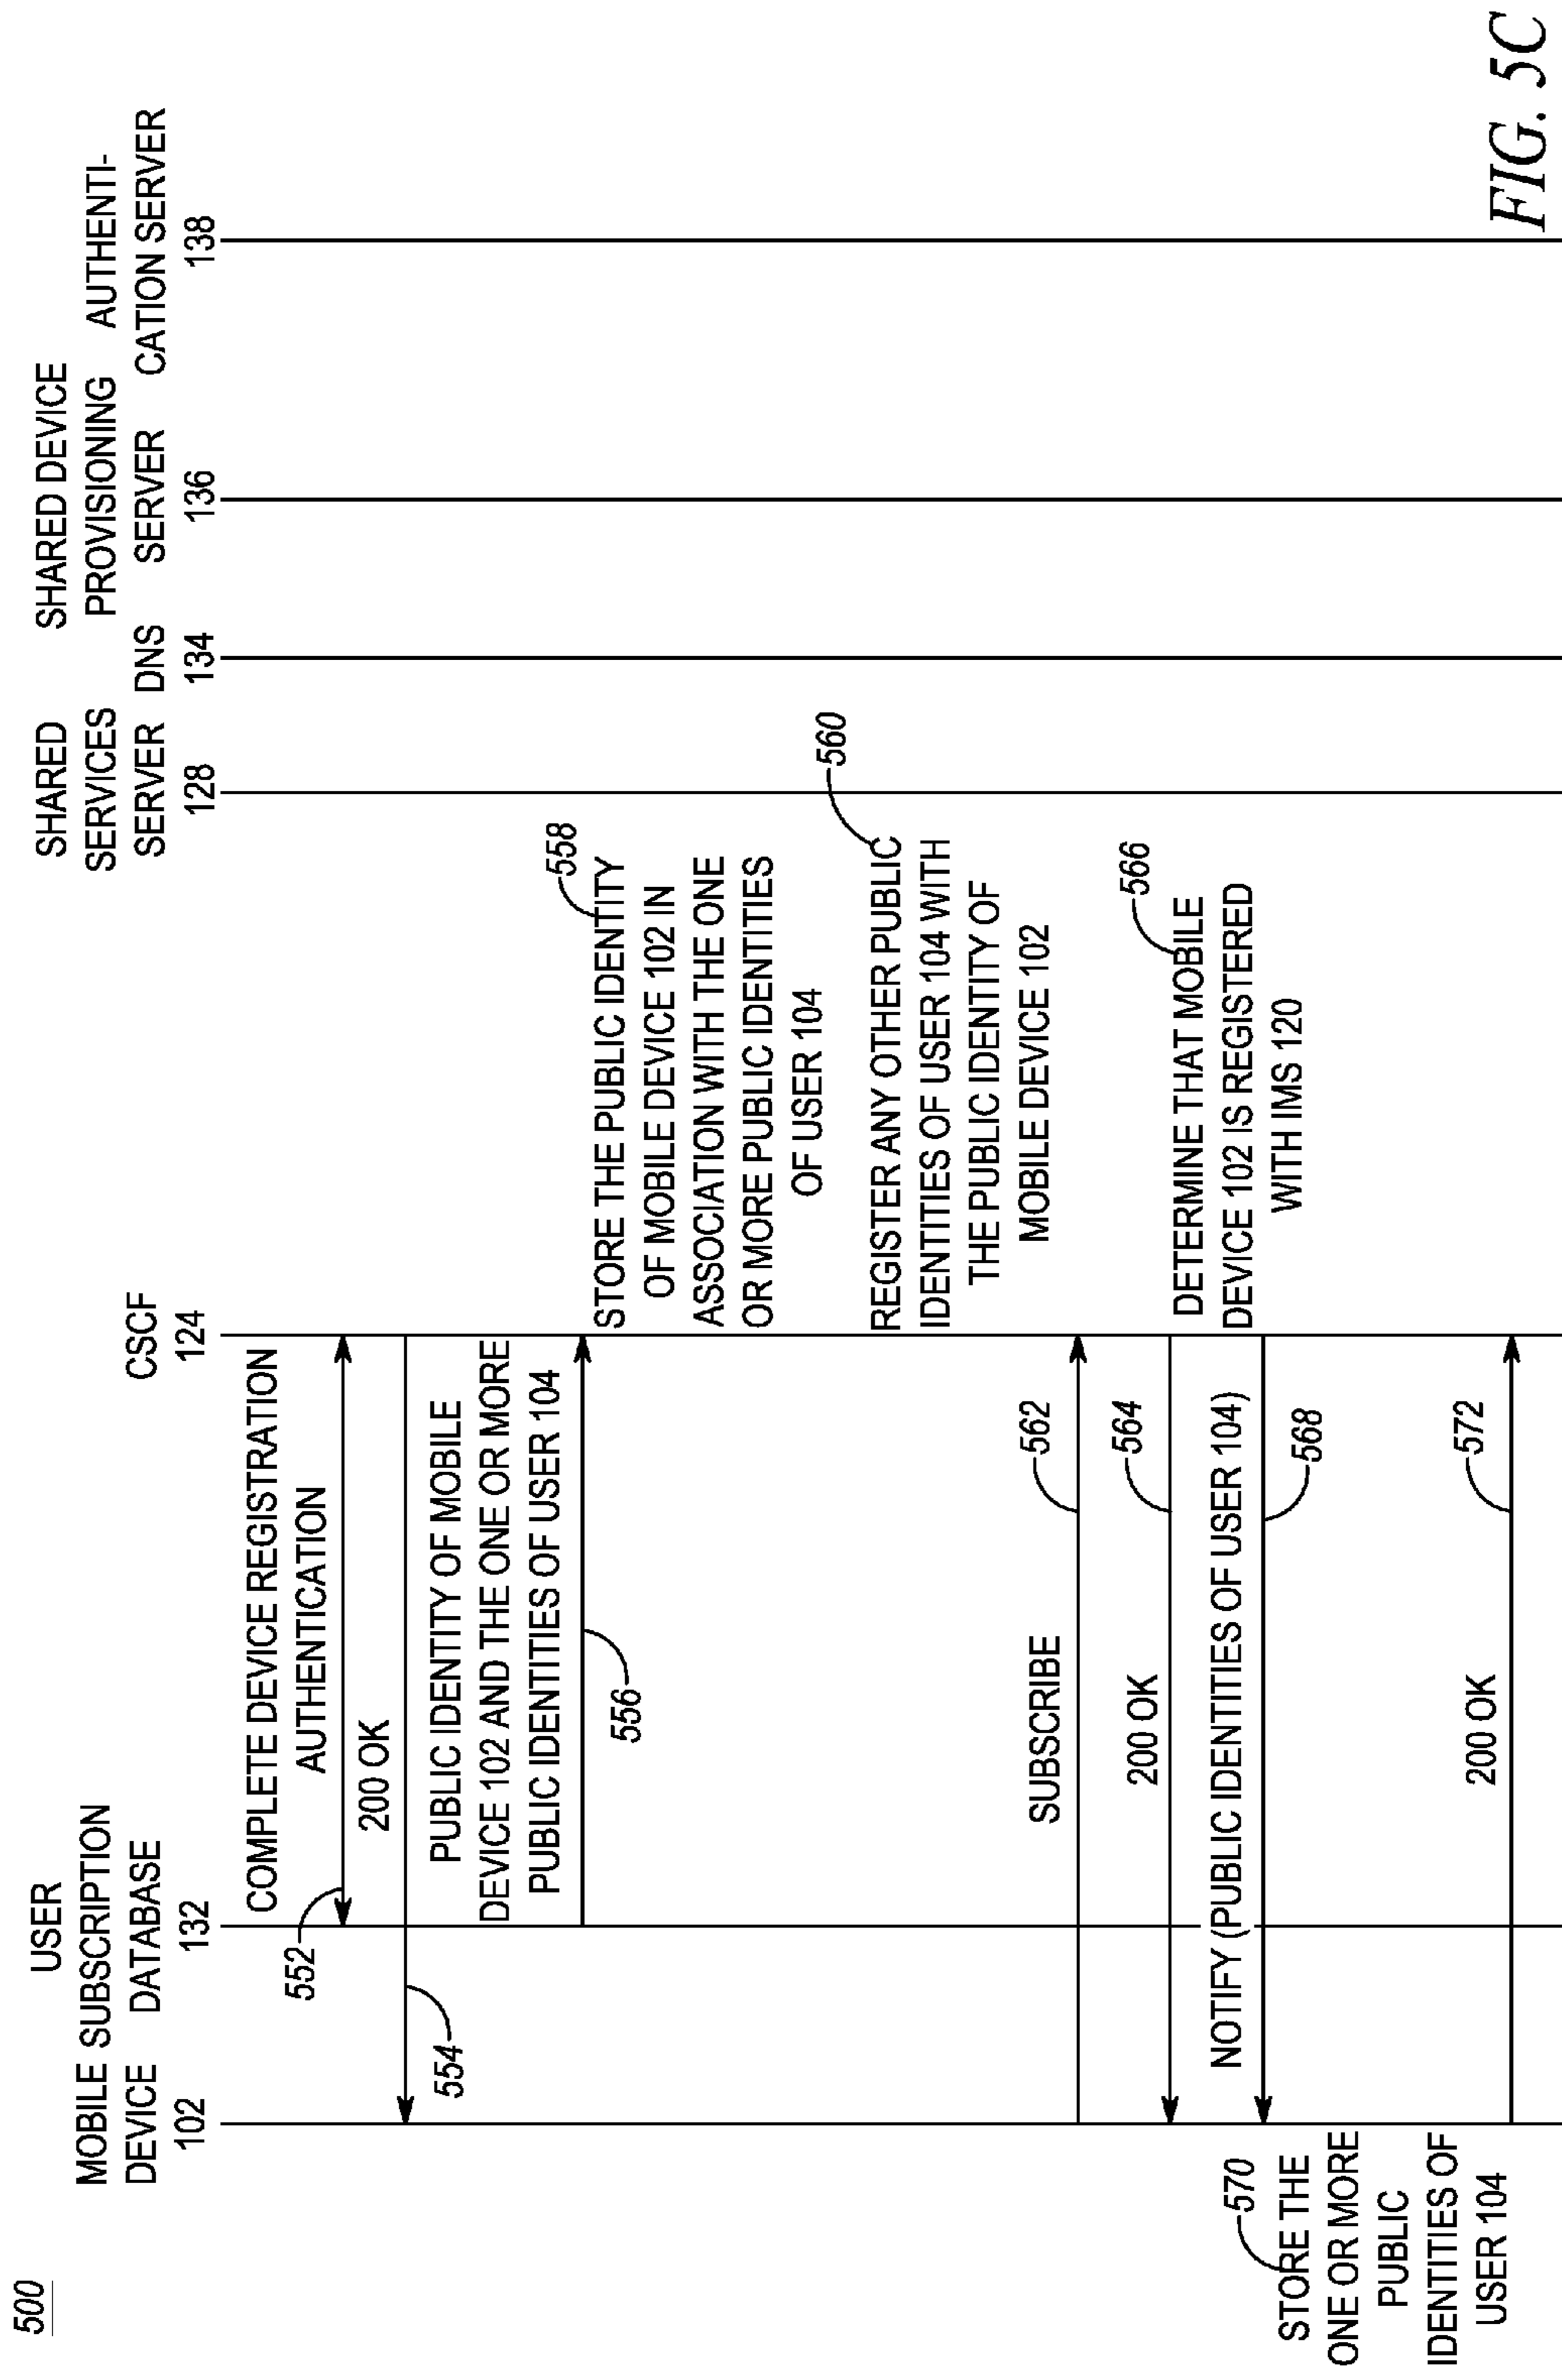 500
MOBILE
DEVICE
102
USER
SUBSCRIPTION
DATABASE
132
CSCF
124
SHARED
SERVICES
SERVER
128
DNS
134
SHARED DEVICE
PROVISIONING
SERVER
136
AUTHENTI-
CATION SERVER
138
COMPLETE DEVICE REGISTRATION
AUTHENTICATION
552
200 OK
554
PUBLIC IDENTITY OF MOBILE
DEVICE 102 AND THE ONE OR MORE
PUBLIC IDENTITIES OF USER 104
556
558
STORE THE PUBLIC IDENTITY
OF MOBILE DEVICE 102 IN
ASSOCIATION WITH THE ONE
OR MORE PUBLIC IDENTITIES
OF USER 104
560
REGISTER ANY OTHER PUBLIC
IDENTITIES OF USER 104 WITH
THE PUBLIC IDENTITY OF
MOBILE DEVICE 102
SUBSCRIBE
562
200 OK
564
566
DETERMINE THAT MOBILE
DEVICE 102 IS REGISTERED
WITH IMS 120
NOTIFY (PUBLIC IDENTITIES OF USER 104)
568
570
STORE THE
ONE OR MORE
PUBLIC
IDENTITIES OF
USER 104
200 OK
572
FIG. 5C